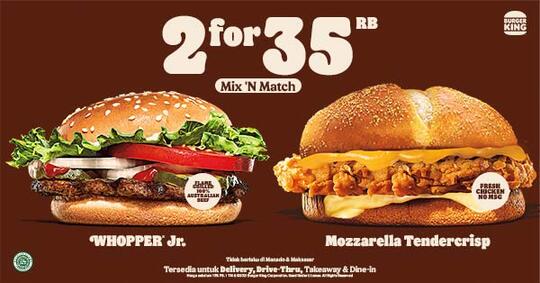 2 for 35 RB
BURGER
KING
Mix 'N Match
FLAME
GRILLED
100%
AUSTRALIAN
BEEF
FRESH
CHICKEN
NO MSG
WHOPPER® Jr.
Mozzarella Tendercrisp
Tidak berlaku di Manado & Makassar
Tersedia untuk Delivery, Drive-Thru, Takeaway & Dine-in